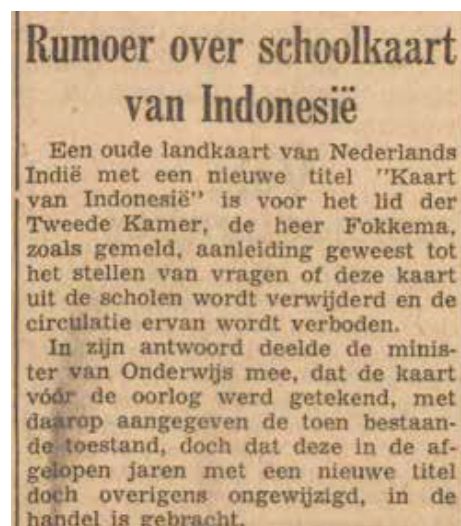 Rumoer over schoolkaart
van Indonesië
Een oude landkaart van Nederlands
Indië met een nieuwe titel "Kaart
van Indonesië" is voor het lid der
Tweede Kamer, de heer Fokkema,
zoals gemeld, aanleiding geweest tot
het stellen van vragen of deze kaart
uit de scholen wordt verwijderd en de
circulatie ervan wordt verboden.
In zijn antwoord deelde de minis-
ter van Onderwijs mee, dat de kaart
vóór de oorlog werd getekend, met
daarop aangegeven de toen bestaan-
de toestand, doch dat deze in de af-
gelopen jaren met een nieuwe titel
doch overigens ongewijzigd, in de
handel is gebracht.